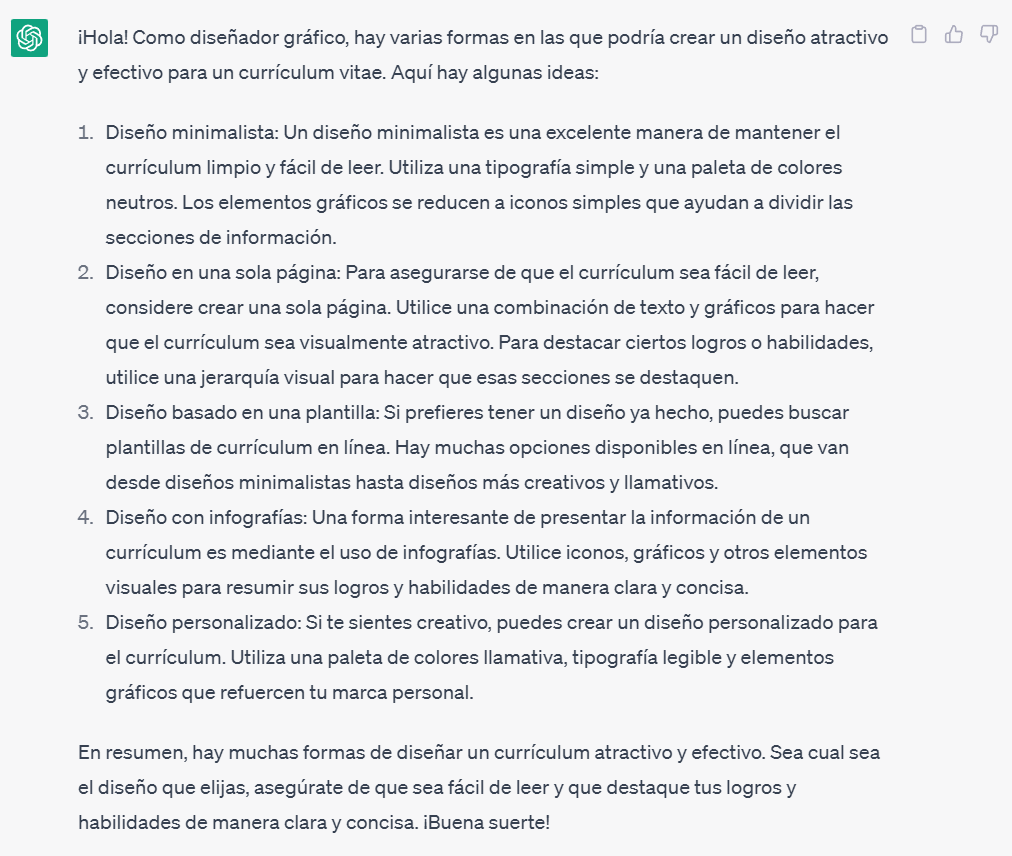 ¡Hola! Como diseñador gráfico, hay varias formas en las que podría crear un diseño atractivo
y efectivo para un currículum vitae. Aquí hay algunas ideas:
1. Diseño minimalista: Un diseño minimalista es una excelente manera de mantener el
currículum limpio y fácil de leer. Utiliza una tipografía simple y una paleta de colores
neutros. Los elementos gráficos se reducen a iconos simples que ayudan a dividir las
secciones de información.
2. Diseño en una sola página: Para asegurarse de que el currículum sea fácil de leer,
considere crear una sola página. Utilice una combinación de texto y gráficos para hacer
que el currículum sea visualmente atractivo. Para destacar ciertos logros o habilidades,
utilice una jerarquía visual para hacer que esas secciones se destaquen.
3. Diseño basado en una plantilla: Si prefieres tener un diseño ya hecho, puedes buscar
plantillas de currículum en línea. Hay muchas opciones disponibles en línea, que van
desde diseños minimalistas hasta diseños más creativos y llamativos.
4. Diseño con infografías: Una forma interesante de presentar la información de un
currículum es mediante el uso de infografías. Utilice iconos, gráficos y otros elementos
visuales para resumir sus logros y habilidades de manera clara y concisa.
5. Diseño personalizado: Si te sientes creativo, puedes crear un diseño personalizado para
el currículum. Utiliza una paleta de colores llamativa, tipografía legible y elementos
gráficos que refuercen tu marca personal.
En resumen, hay muchas formas de diseñar un currículum atractivo y efectivo. Sea cual sea
el diseño que elijas, asegúrate de que sea fácil de leer y que destaque tus logros y
habilidades de manera clara y concisa. ¡Buena suerte!